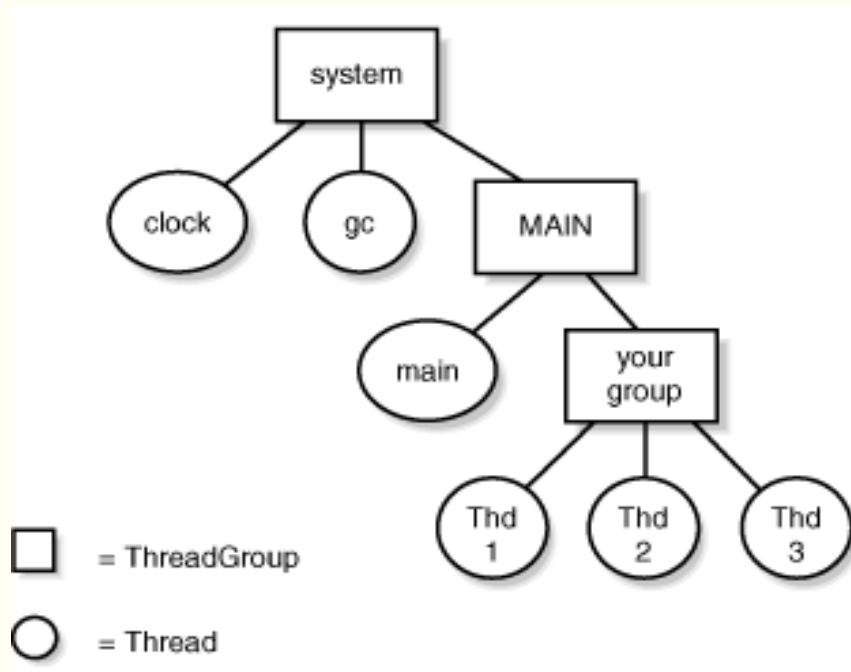 system
clock
gc
MAIN
main
your
group
Thd
1
Thd
2
Thd
3
= ThreadGroup
= Thread